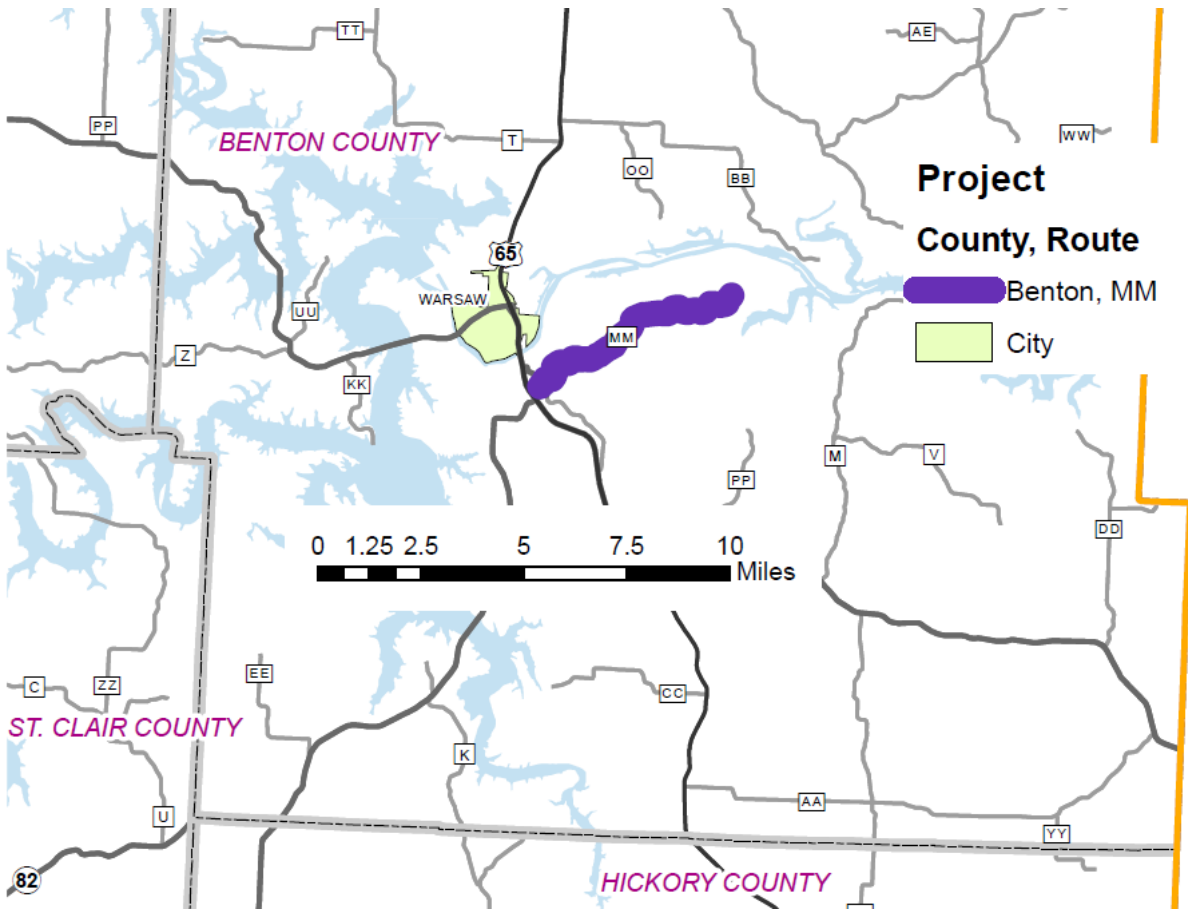 TT
AE
PP
BENTON COUNTY
T
WW
OO
BB
Project
County, Route
65
Benton, MM
WARSAW
UU
MM
City
Z
KK
M
V
PP
DD
0 1.25 2.5 5 7.5 10
Miles
EE
C
ZZ
CC
ST. CLAIR COUNTY
K
AA
U
YY
82
HICKORY COUNTY